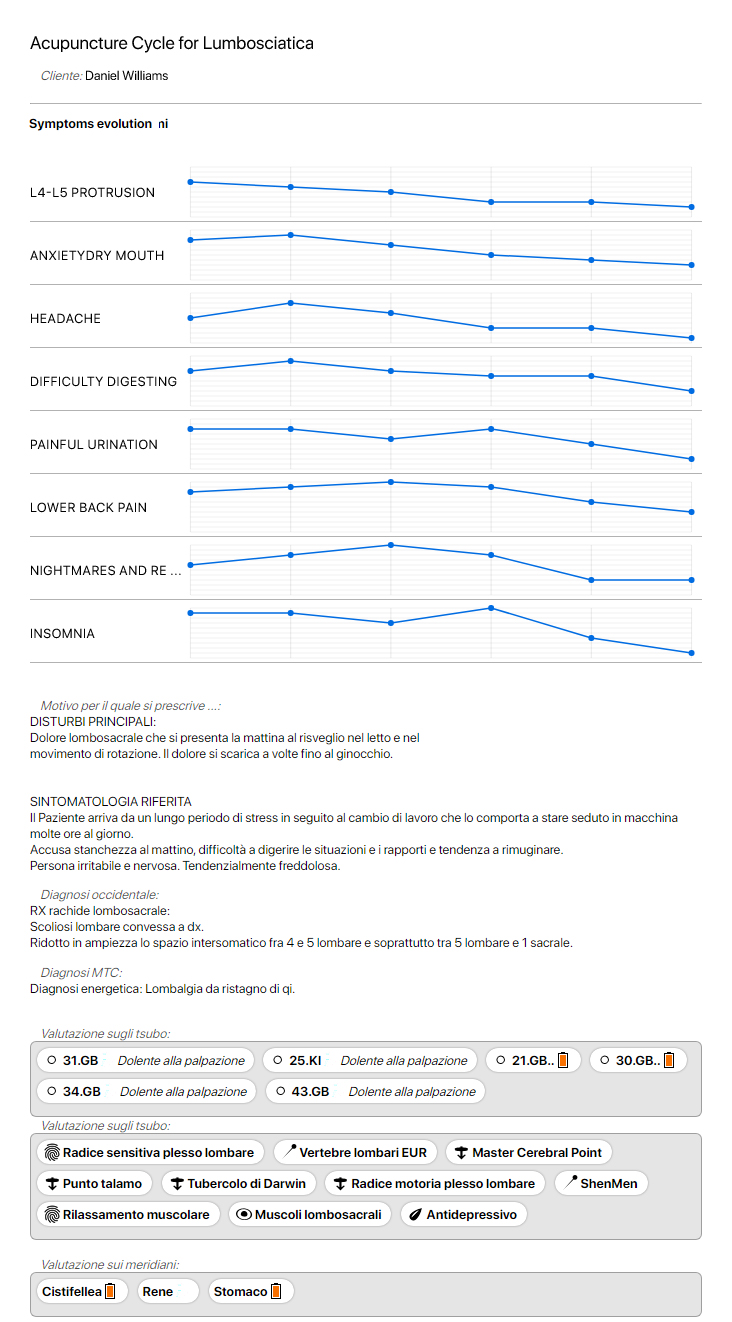 Acupuncture Cycle for Lumbosciatica
Cliente: Daniel Williams
Symptoms evolution ni
L4-L5 PROTRUSION
ANXIETYDRY MOUTH
HEADACHE
DIFFICULTY DIGESTING
PAINFUL URINATION
LOWER BACK PAIN
NIGHTMARES AND RE ...
INSOMNIA
Motivo per il quale si prescrive ...:
DISTURBI PRINCIPALI:
Dolore lombosacrale che si presenta la mattina al risveglio nel letto e nel
movimento di rotazione. Il dolore si scarica a volte fino al ginocchio.
SINTOMATOLOGIA RIFERITA
Il Paziente arriva da un lungo periodo di stress in seguito al cambio di lavoro che lo comporta a stare seduto in macchina
molte ore al giorno.
Accusa stanchezza al mattino, difficoltà a digerire le situazioni e i rapporti e tendenza a rimuginare.
Persona irritabile e nervosa. Tendenzialmente freddolosa.
Diagnosi occidentale:
RX rachide lombosacrale:
Scoliosi lombare convessa a dx.
Ridotto in ampiezza lo spazio intersomatico fra 4 e 5 lombare e soprattutto tra 5 lombare e 1 sacrale.
Diagnosi MTC:
Diagnosi energetica: Lombalgia da ristagno di qi.
Valutazione sugli tsubo:
31.GB Dolente alla palpazione 25.KI Dolente alla palpazione 21.GB.. 30.GB..
34.GB Dolente alla palpazione 43.GB Dolente alla palpazione
Valutazione sugli tsubo:
Radice sensitiva plesso lombare Vertebre lombari EUR Master Cerebral Point
Punto talamo Tubercolo di Darwin Radice motoria plesso lombare ShenMen
Rilassamento muscolare Muscoli lombosacrali Antidepressivo
Valutazione sui meridiani:
Cistifellea Rene Stomaco